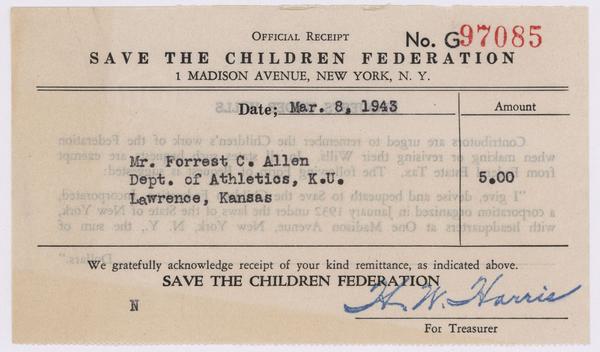 OFFICIAL RECEIPT
No. G97085
SAVE THE CHILDREN FEDERATION
1 MADISON AVENUE, NEW YORK, N. Y.
Date; Mar. 8, 1943
Amount
Mr. Forrest C. Allen
Dept. of Athletics, K.U.
5.00
Lawrence, Kansas
We gratefully acknowledge receipt of your kind remittance, as indicated above.
SAVE THE CHILDREN FEDERATION
H. W. Harris
N
For Treasurer